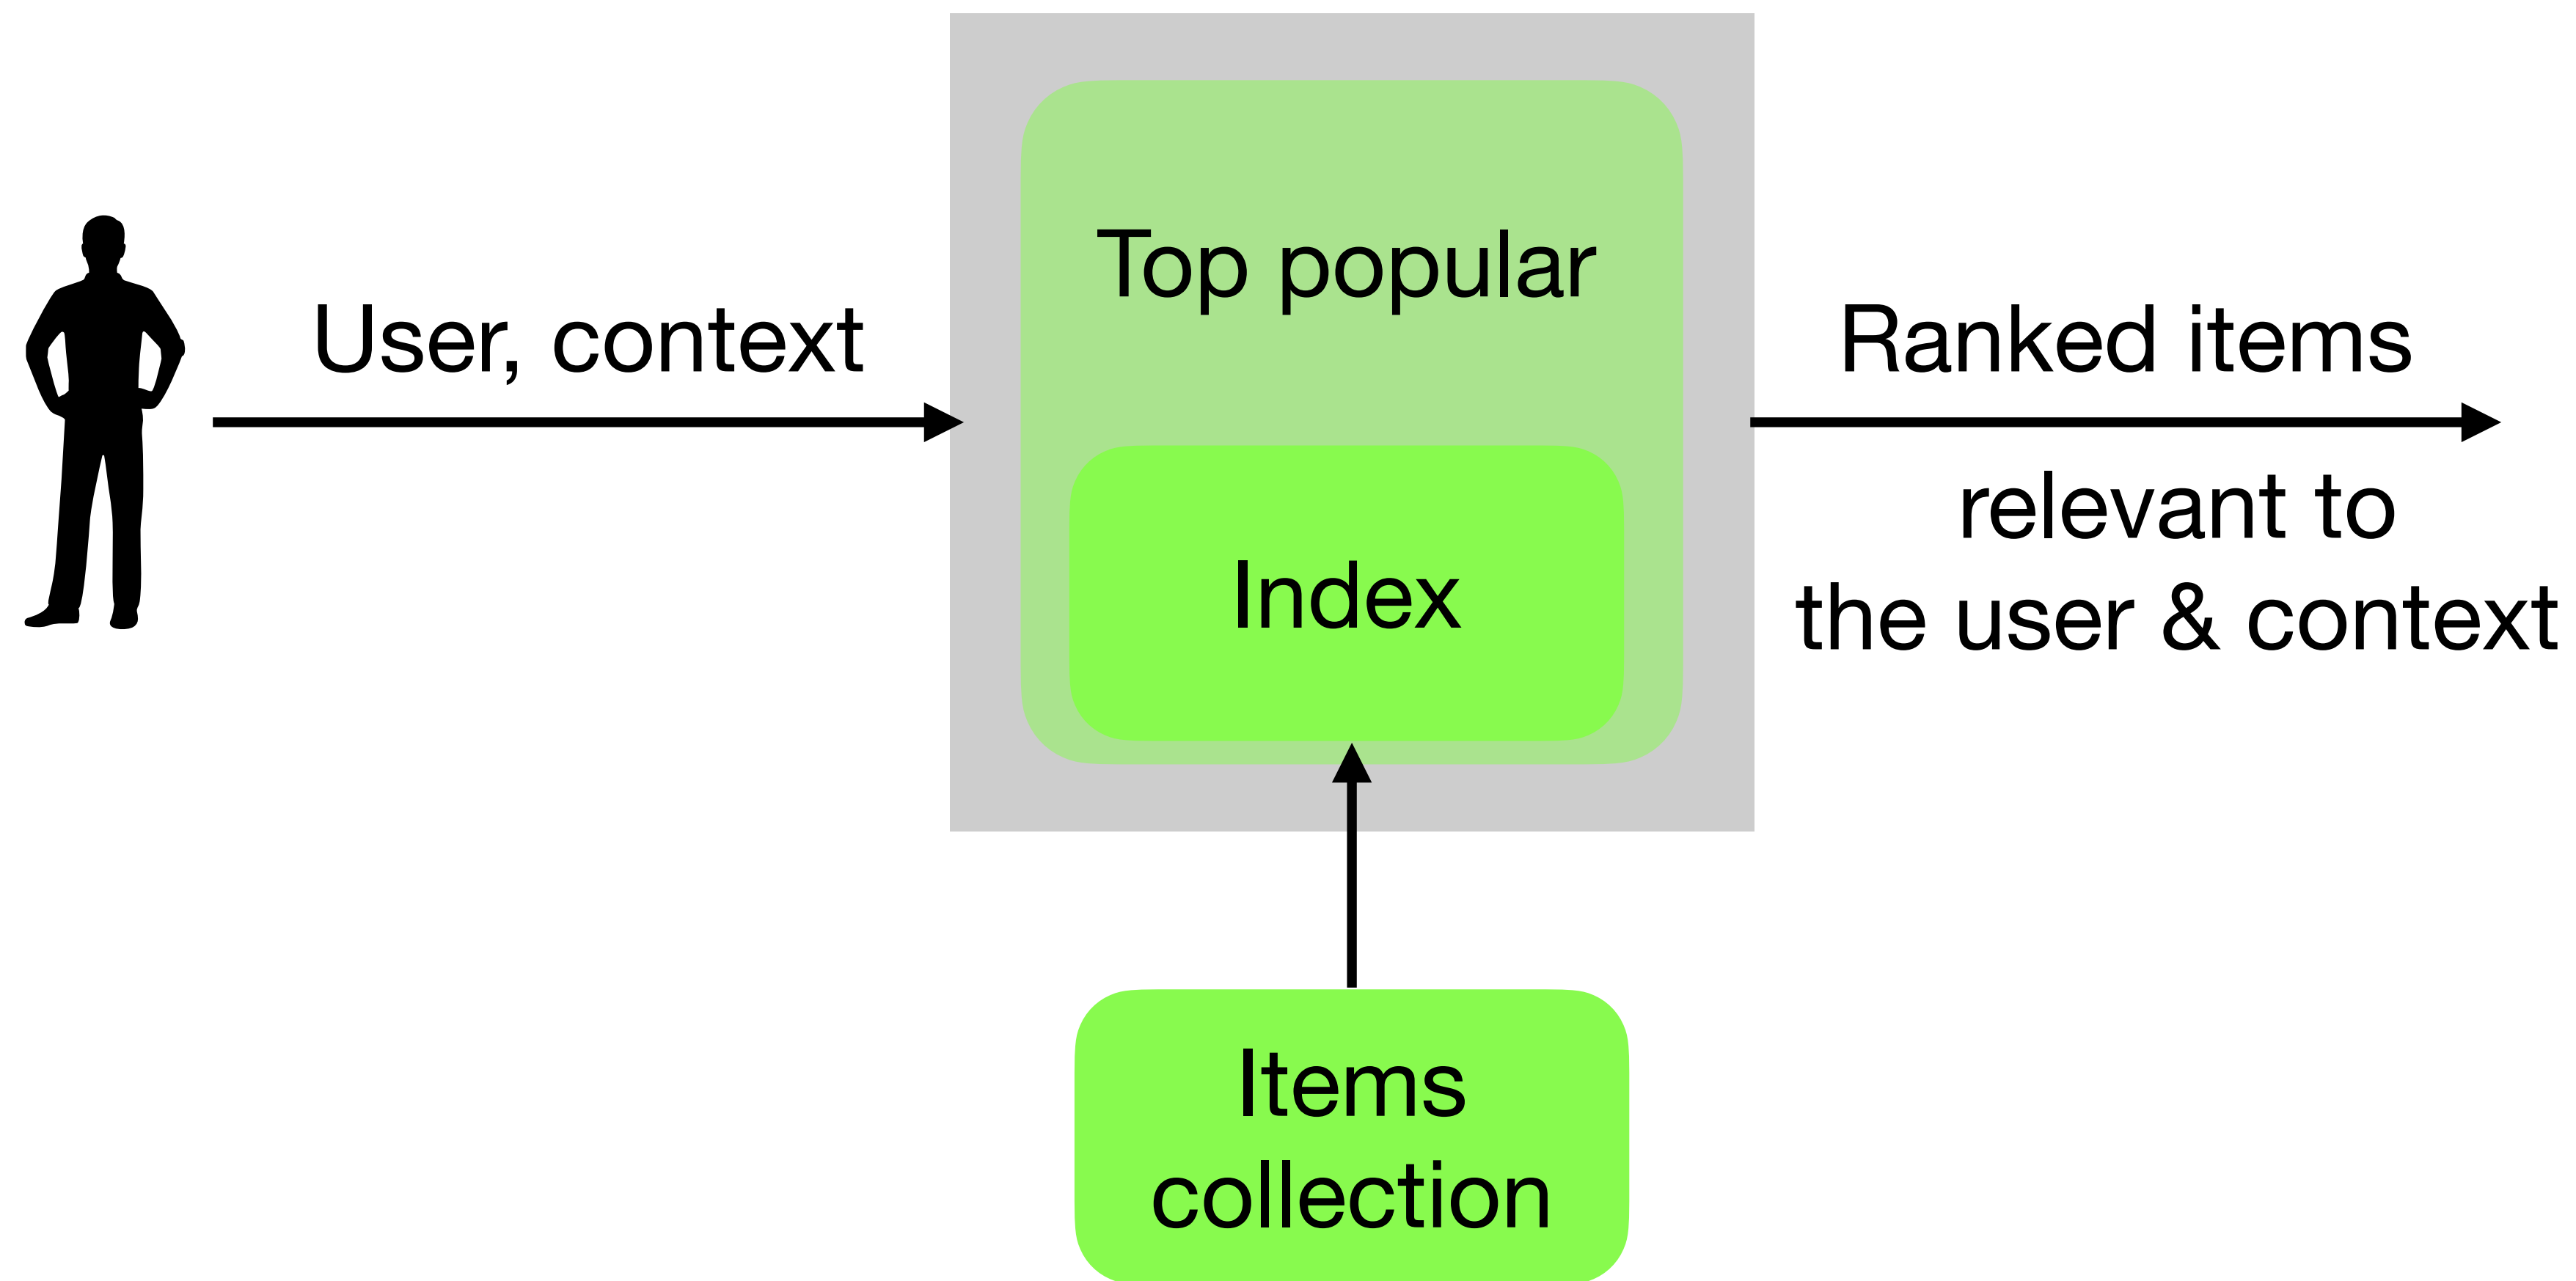 User, context
Top popular
Index
Ranked items
relevant to
the user & context
Items
collection